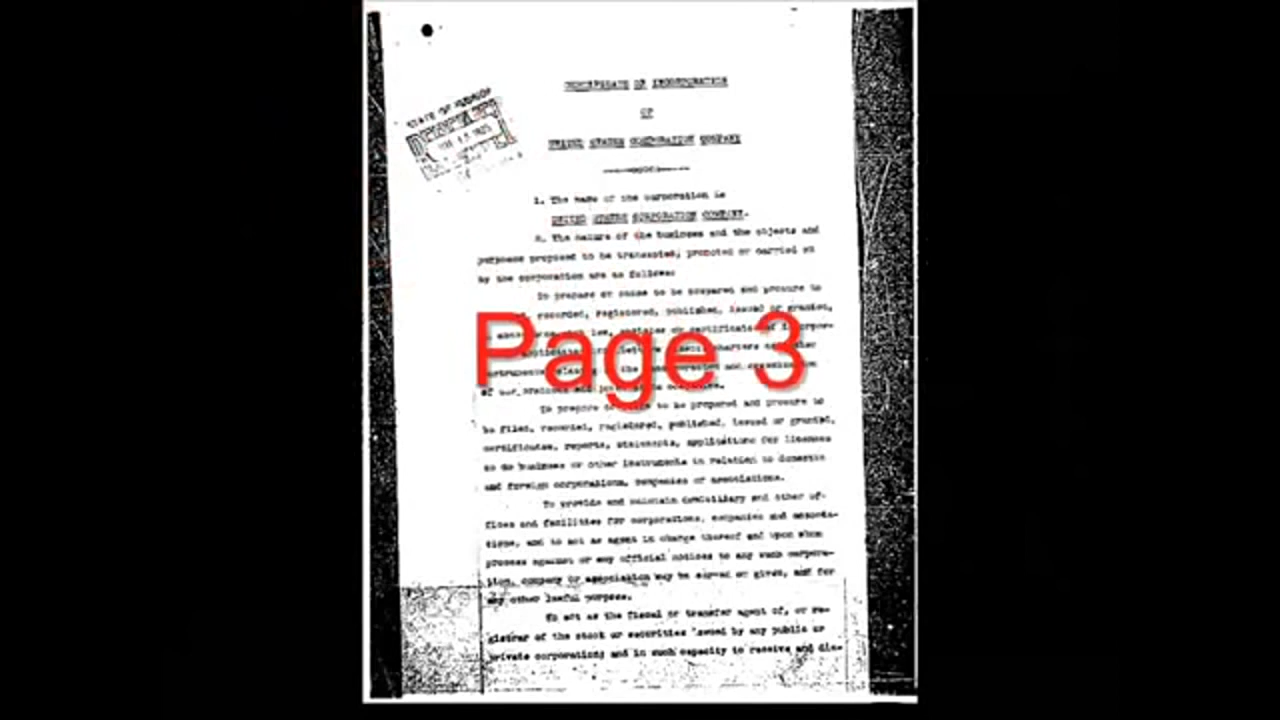 CERTIFICATE OF INCORPORATION
OF
UNITED STATES CORPORATION COMPANY
1. The name of the corporation is
UNITED STATES CORPORATION COMPANY.
2. The nature of the business and the objects and
purposes proposed to be transacted, promoted or carried on
by the corporation are as follows:
To prepare or cause to be prepared and procure to
recorded, registered, published, issued or granted,
Page 3
of
To prepare or cause to be prepared and procure to
be filed, recorded, registered, published, issued or granted,
certificates, reports, statements, applications for licenses
to do business or other instruments in relation to domestic
and foreign corporations, companies or associations.
To provide and maintain domiciliary and other of-
fices and facilities for corporations, companies and associa-
tions, and to act as agent in charge thereof and upon whom
process against or any official notices to any such corpora-
tion, company or association may be served or given, and for
any other lawful purpose.
To act as the fiscal or transfer agent of, or re-
gistrar of the stock or securities issued by any public or
private corporation; and in such capacity to receive and dis-